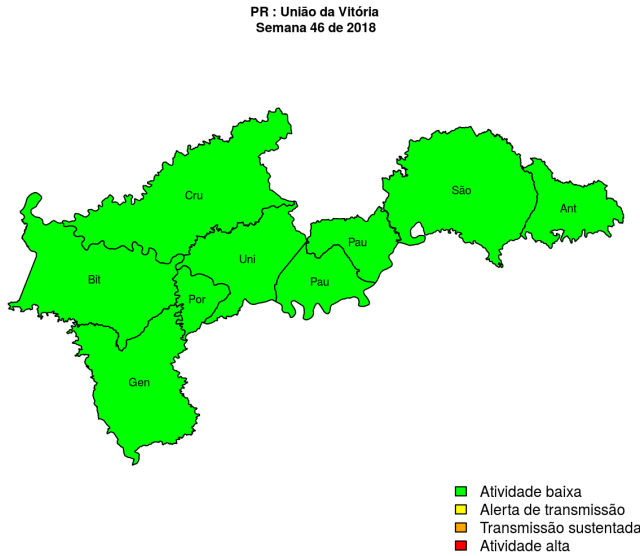 PR : União da Vitória
Semana 46 de 2018
Cru
São
Ant
Pau
Uni
Bit
Pau
Por
Gen
Atividade baixa
Alerta de transmissão
Transmissão sustentada
Atividade alta